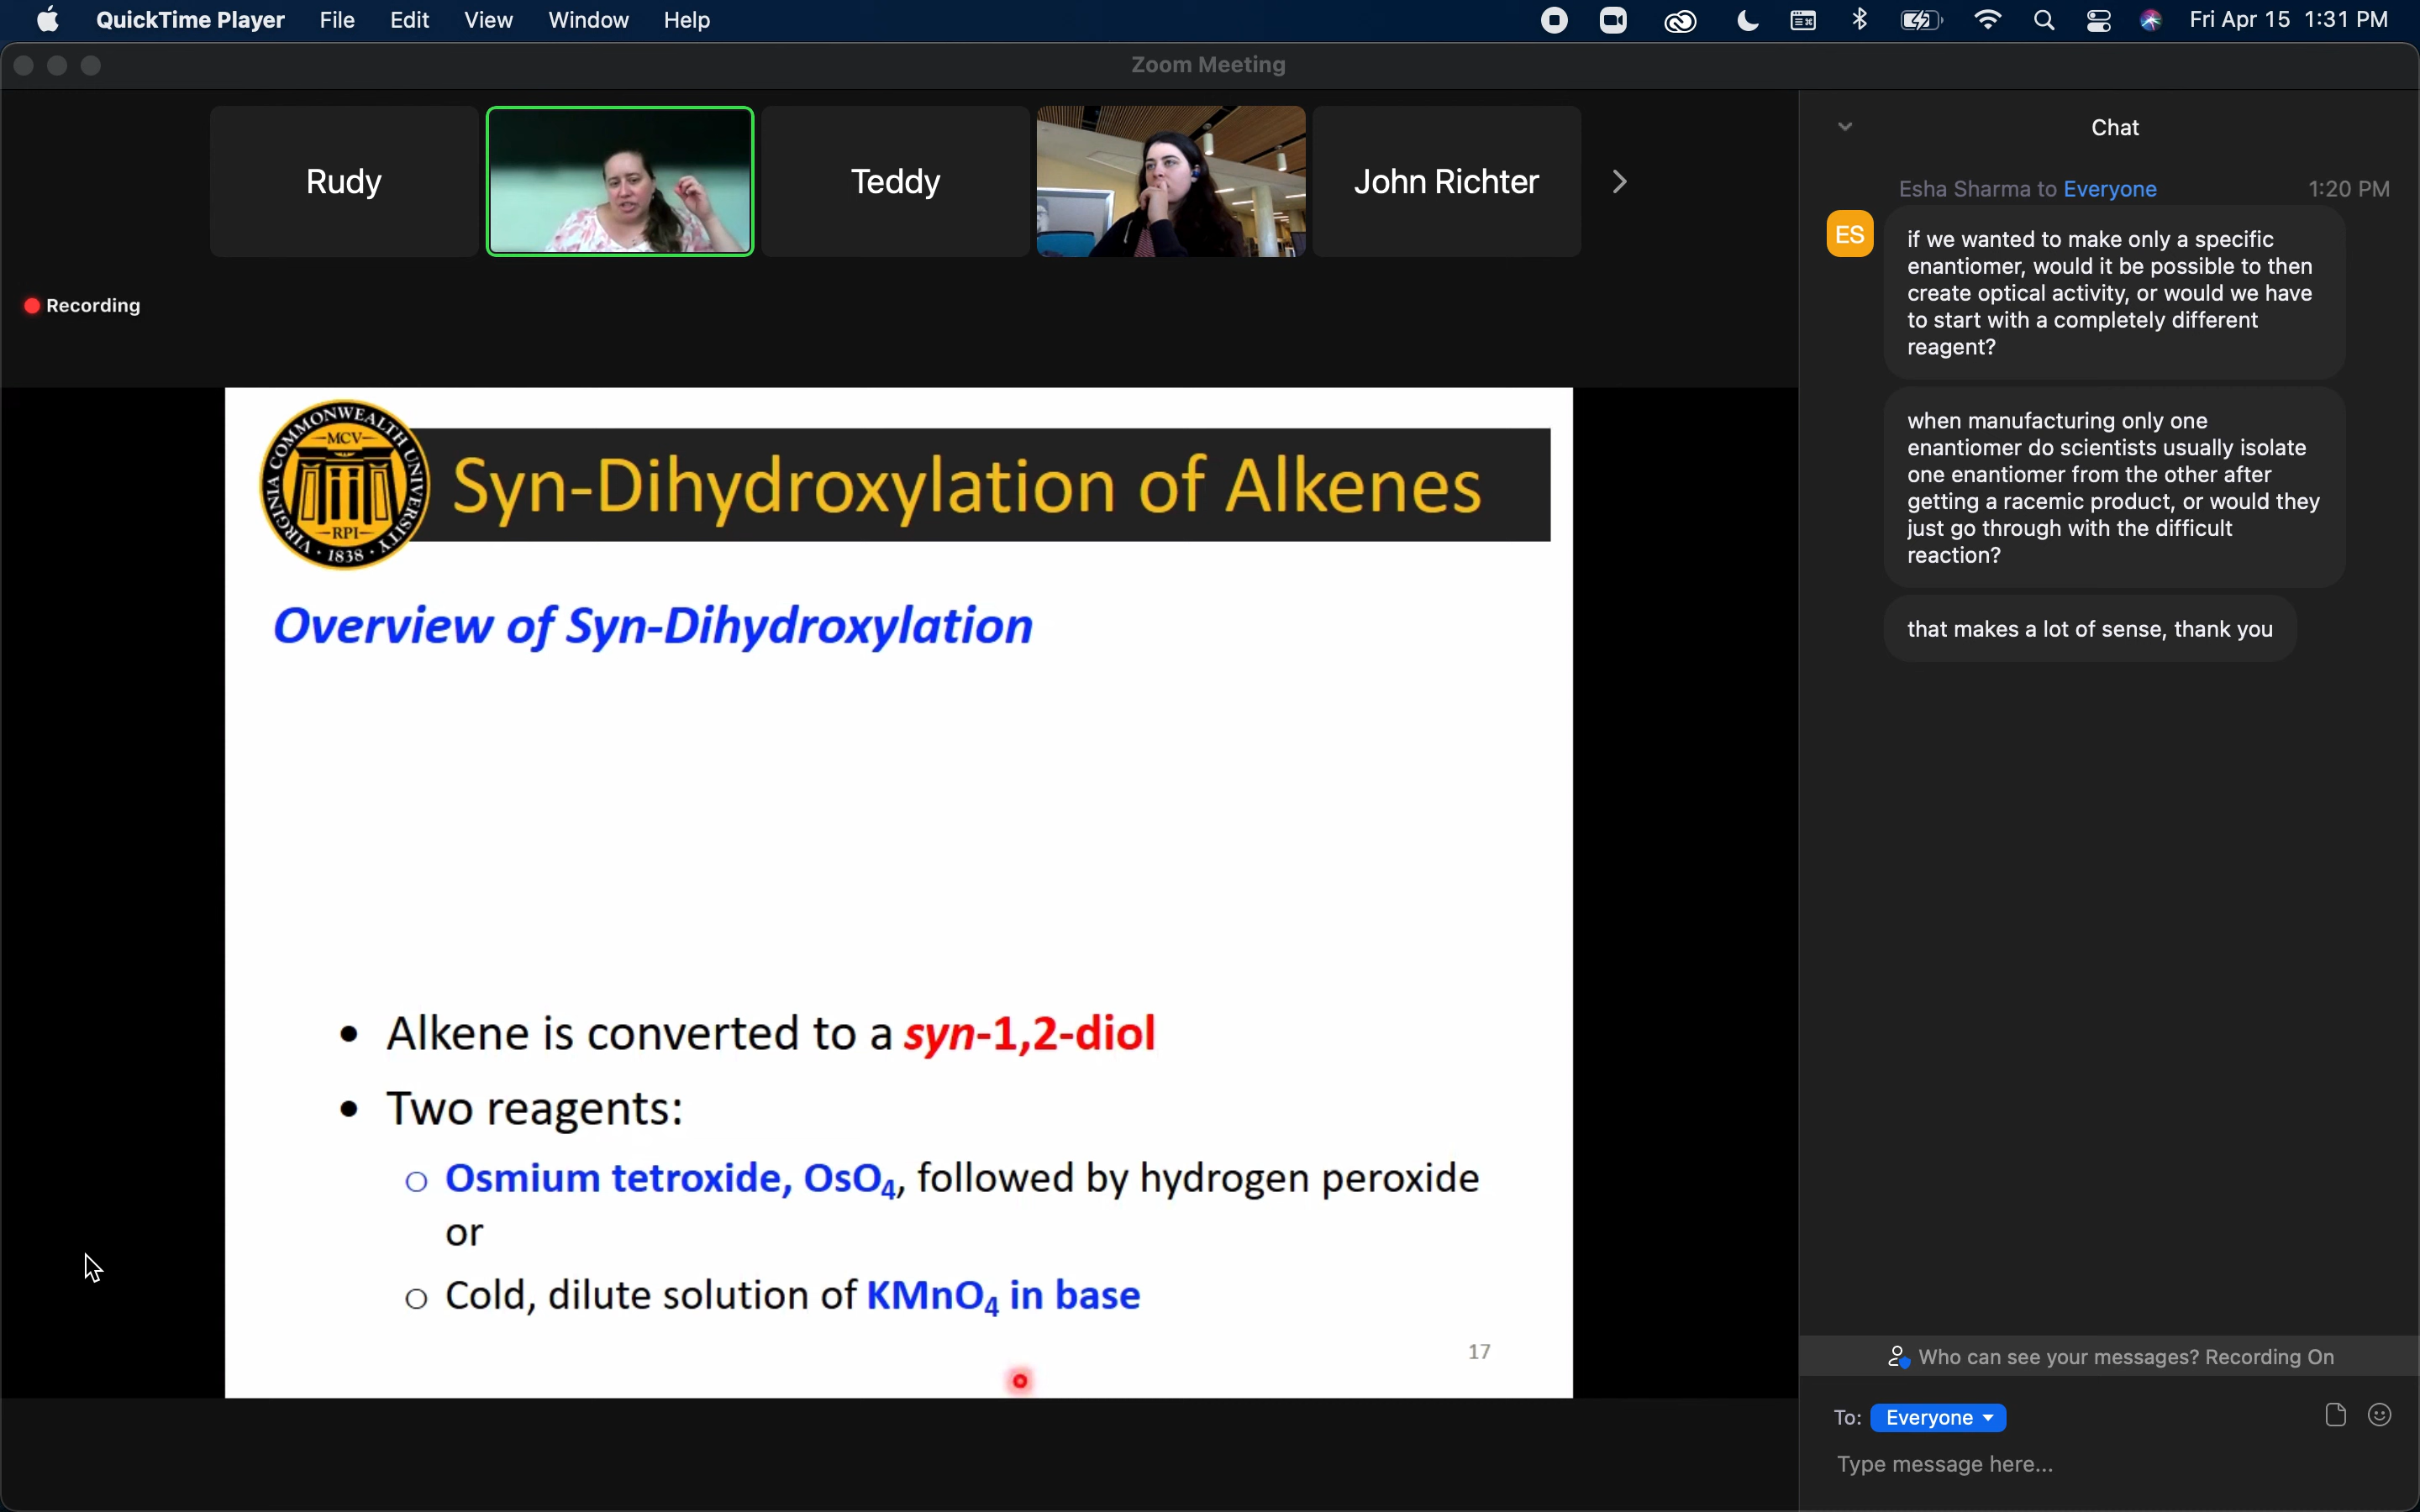 QuickTime Player File Edit View Window Help Fri Apr 15 1:31 PM
Zoom Meeting
Rudy
Teddy
John Richter
Recording
VIRGINIA COMMONWEALTH UNIVERSITY
MCV
RPI
1838
Syn-Dihydroxylation of Alkenes
Overview of Syn-Dihydroxylation
• Alkene is converted to a syn-1,2-diol
• Two reagents:
○ Osmium tetroxide, OsO₄, followed by hydrogen peroxide
or
○ Cold, dilute solution of KMnO₄ in base
17
Chat
Esha Sharma to Everyone 1:20 PM
ES
if we wanted to make only a specific
enantiomer, would it be possible to then
create optical activity, or would we have
to start with a completely different
reagent?
when manufacturing only one
enantiomer do scientists usually isolate
one enantiomer from the other after
getting a racemic product, or would they
just go through with the difficult
reaction?
that makes a lot of sense, thank you
Who can see your messages? Recording On
To: Everyone
Type message here...